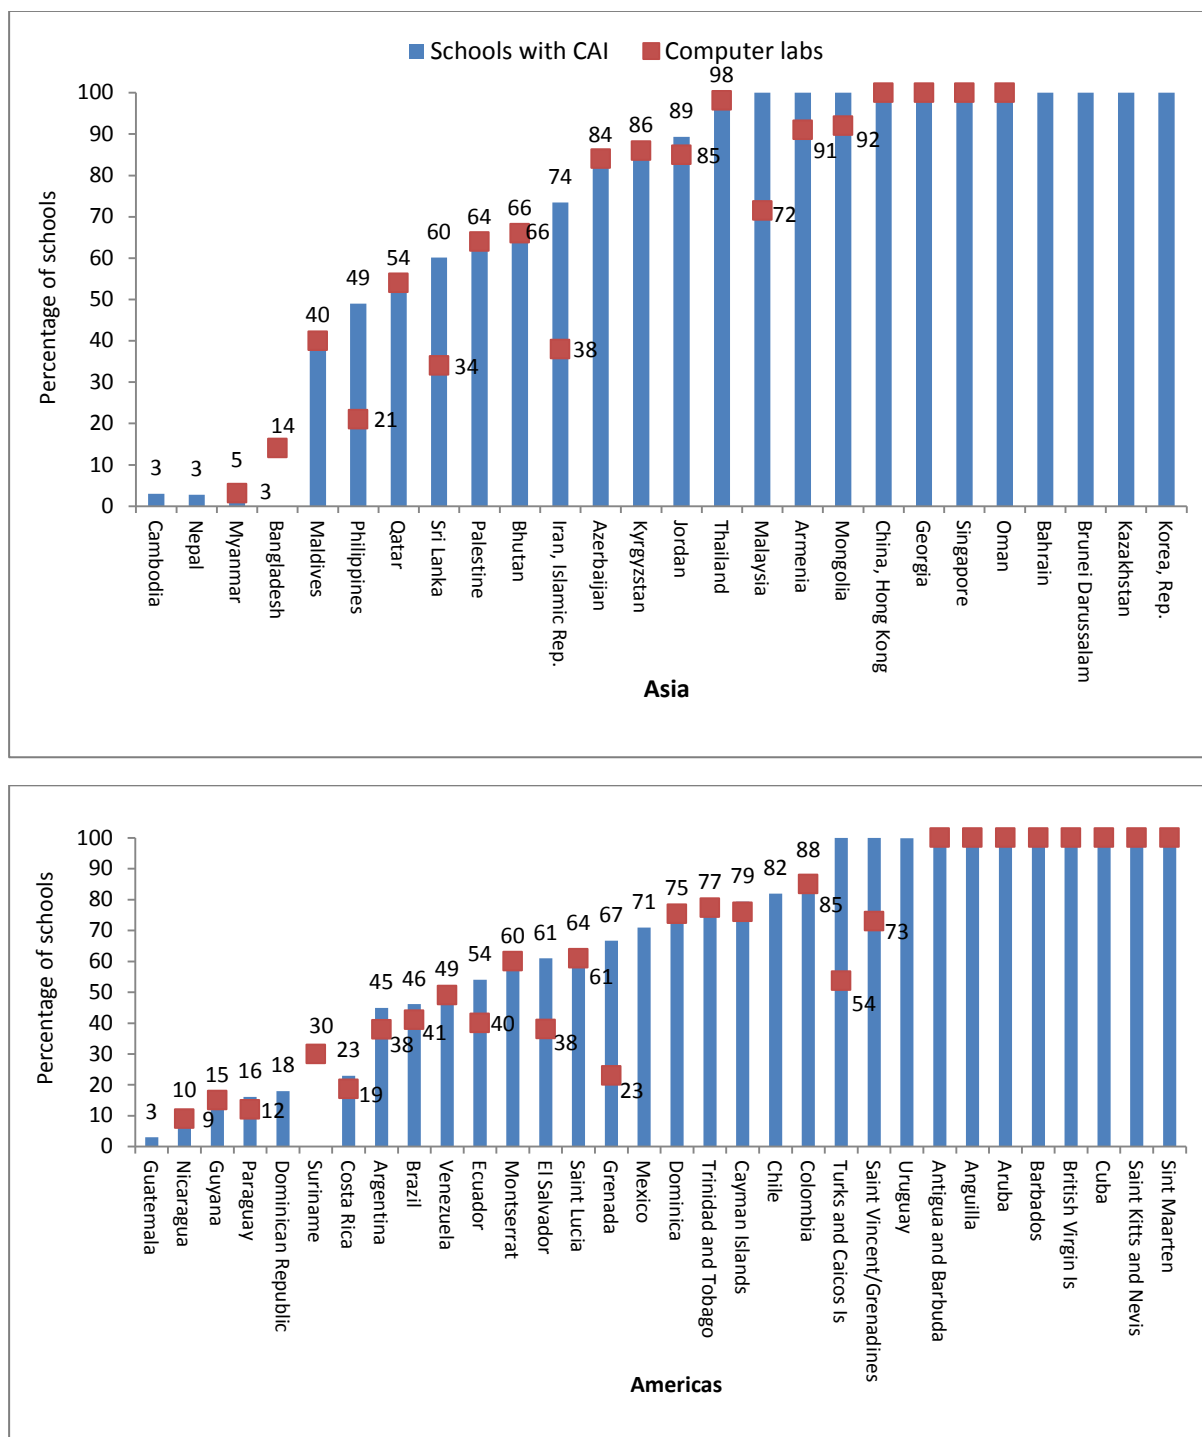 Schools with CAI Computer labs
Percentage of schools
100
90
80
70
60
50
40
30
20
10
0
3
3
5
3
14
40
49
21
54
60
34
64
66
66
74
38
84
86
89
85
98
72
91
92
Cambodia
Nepal
Myanmar
Bangladesh
Maldives
Philippines
Qatar
Sri Lanka
Palestine
Bhutan
Iran, Islamic Rep.
Azerbaijan
Kyrgyzstan
Jordan
Thailand
Malaysia
Armenia
Mongolia
China, Hong Kong
Georgia
Singapore
Oman
Bahrain
Brunei Darussalam
Kazakhstan
Korea, Rep.
Asia
Percentage of schools
100
90
80
70
60
50
40
30
20
10
0
3
10
9
15
16
12
18
30
23
19
45
38
46
41
49
54
40
60
61
38
64
61
67
23
71
75
77
79
82
88
85
54
73
Guatemala
Nicaragua
Guyana
Paraguay
Dominican Republic
Suriname
Costa Rica
Argentina
Brazil
Venezuela
Ecuador
Montserrat
El Salvador
Saint Lucia
Grenada
Mexico
Dominica
Trinidad and Tobago
Cayman Islands
Chile
Colombia
Turks and Caicos Is
Saint Vincent/Grenadines
Uruguay
Antigua and Barbuda
Anguilla
Aruba
Barbados
British Virgin Is
Cuba
Saint Kitts and Nevis
Sint Maarten
Americas